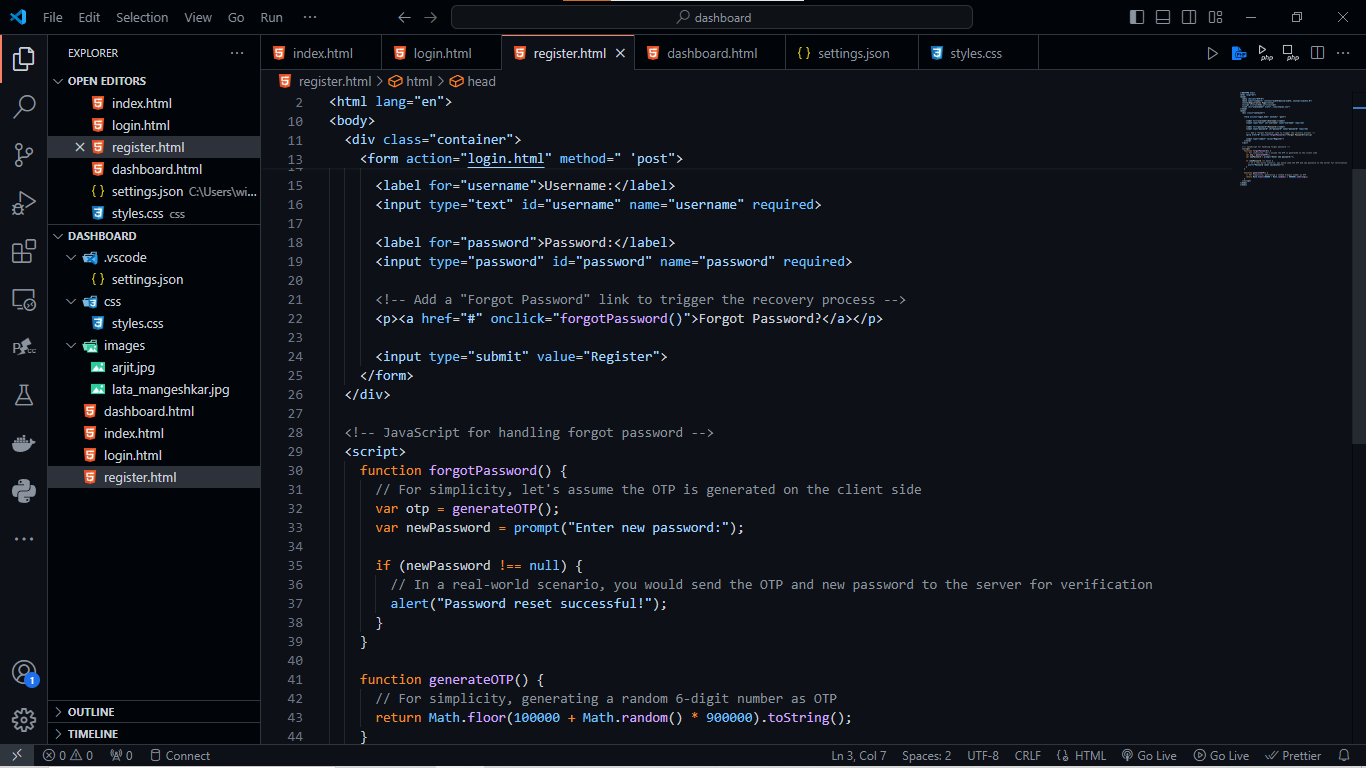 File Edit Selection View Go Run ··· dashboard
EXPLORER ···
OPEN EDITORS
index.html
login.html
register.html
dashboard.html
{ } settings.json C:\Users\wi...
styles.css css
DASHBOARD
.vscode
{ } settings.json
css
styles.css
images
arjit.jpg
lata_mangeshkar.jpg
dashboard.html
index.html
login.html
register.html
OUTLINE
TIMELINE
index.html login.html register.html dashboard.html { } settings.json styles.css php php ···
register.html > html > head
2 <html lang="en">
10 <body>
11 <div class="container">
13 <form action="login.html" method=" 'post">
14
15 <label for="username">Username:</label>
16 <input type="text" id="username" name="username" required>
17
18 <label for="password">Password:</label>
19 <input type="password" id="password" name="password" required>
20
21 <!-- Add a "Forgot Password" link to trigger the recovery process -->
22 <p><a href="#" onclick="forgotPassword()">Forgot Password?</a></p>
23
24 <input type="submit" value="Register">
25 </form>
26 </div>
27
28 <!-- JavaScript for handling forgot password -->
29 <script>
30 function forgotPassword() {
31 // For simplicity, let's assume the OTP is generated on the client side
32 var otp = generateOTP();
33 var newPassword = prompt("Enter new password:");
34
35 if (newPassword !== null) {
36 // In a real-world scenario, you would send the OTP and new password to the server for verification
37 alert("Password reset successful!");
38 }
39 }
40
41 function generateOTP() {
42 // For simplicity, generating a random 6-digit number as OTP
43 return Math.floor(100000 + Math.random() * 900000).toString();
44 }
1
0 0 0 Connect Ln 3, Col 7 Spaces: 2 UTF-8 CRLF HTML Go Live Go Live Prettier